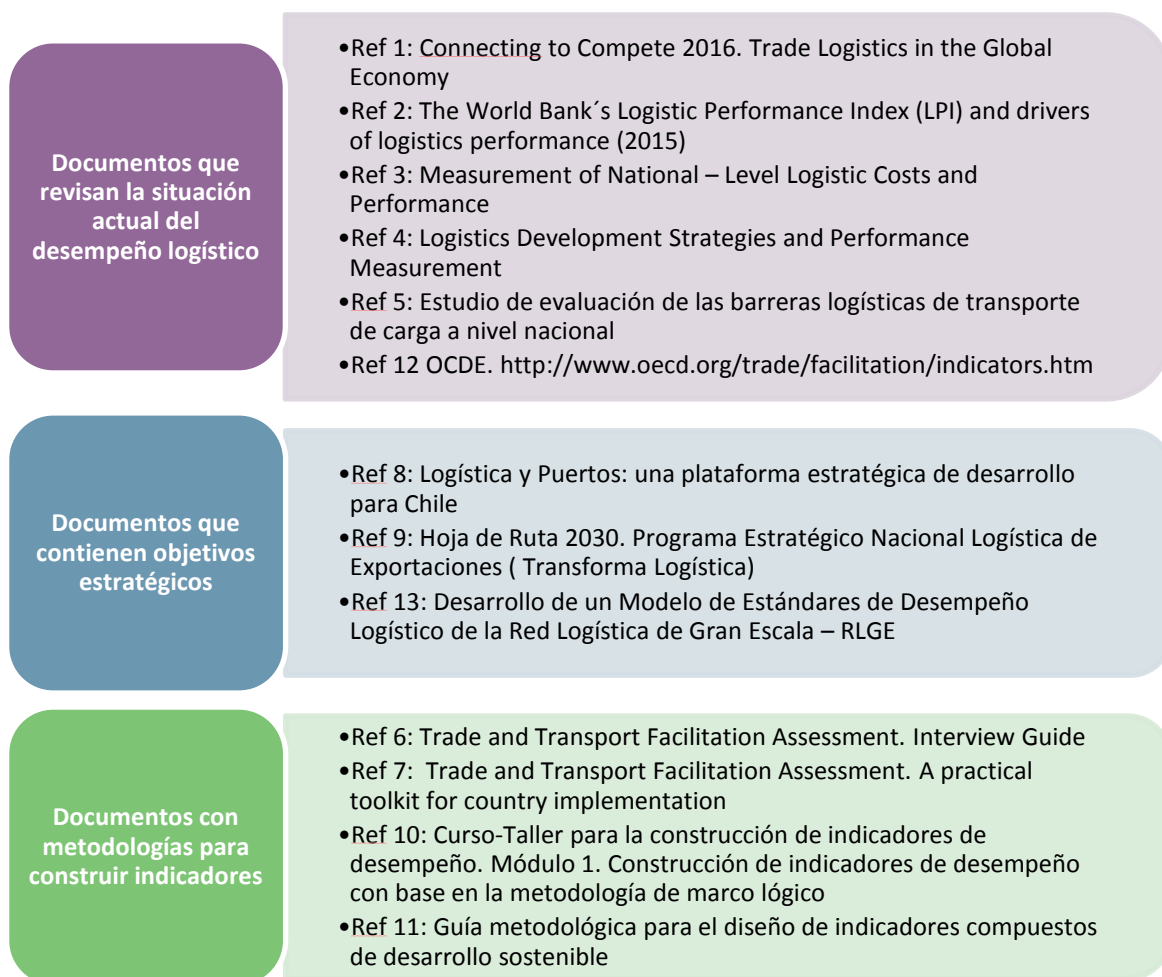 Documentos que
revisan la situación
actual del
desempeño logístico
•Ref 1: Connecting to Compete 2016. Trade Logistics in the Global
Economy
•Ref 2: The World Bank´s Logistic Performance Index (LPI) and drivers
of logistics performance (2015)
•Ref 3: Measurement of National – Level Logistic Costs and
Performance
•Ref 4: Logistics Development Strategies and Performance
Measurement
•Ref 5: Estudio de evaluación de las barreras logísticas de transporte
de carga a nivel nacional
•Ref 12 OCDE. http://www.oecd.org/trade/facilitation/indicators.htm
Documentos que
contienen objetivos
estratégicos
•Ref 8: Logística y Puertos: una plataforma estratégica de desarrollo
para Chile
•Ref 9: Hoja de Ruta 2030. Programa Estratégico Nacional Logística de
Exportaciones ( Transforma Logística)
•Ref 13: Desarrollo de un Modelo de Estándares de Desempeño
Logístico de la Red Logística de Gran Escala – RLGE
Documentos con
metodologías para
construir indicadores
•Ref 6: Trade and Transport Facilitation Assessment. Interview Guide
•Ref 7:  Trade and Transport Facilitation Assessment. A practical
toolkit for country implementation
•Ref 10: Curso-Taller para la construcción de indicadores de
desempeño. Módulo 1. Construcción de indicadores de desempeño
con base en la metodología de marco lógico
•Ref 11: Guía metodológica para el diseño de indicadores compuestos
de desarrollo sostenible